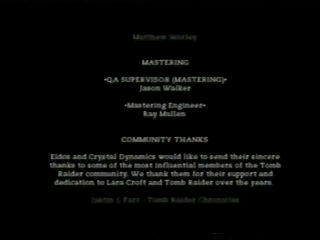 Matthew Worley
MASTERING
•QA SUPERVISOR (MASTERING)•
Jason Walker
•Mastering Engineer•
Ray Mullen
COMMUNITY THANKS
Eidos and Crystal Dynamics would like to send their sincere
thanks to some of the most influential members of the Tomb
Raider community. We thank them for their support and
dedication to Lara Croft and Tomb Raider over the years.
Justin J. Farr - Tomb Raider Chronicles